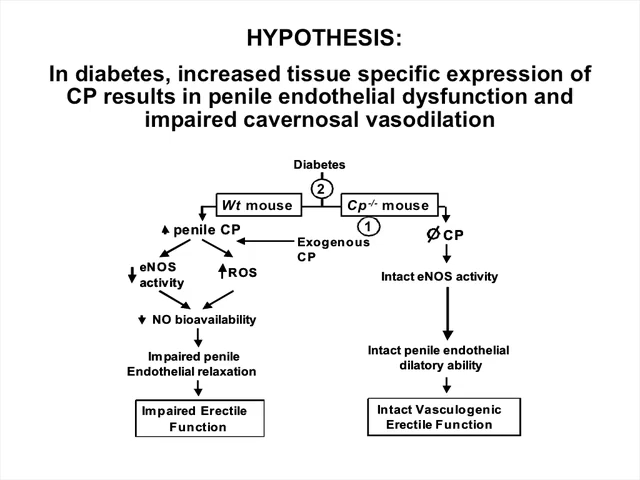 HYPOTHESIS:
In diabetes, increased tissue specific expression of
CP results in penile endothelial dysfunction and
impaired cavernosal vasodilation
Diabetes
2
Wt mouse
Cp-/- mouse
1
penile CP
Ø CP
Exogenous
CP
eNOS
activity
ROS
Intact eNOS activity
NO bioavailability
Impaired penile
Endothelial relaxation
Intact penile endothelial
dilatory ability
Impaired Erectile
Function
Intact Vasculogenic
Erectile Function